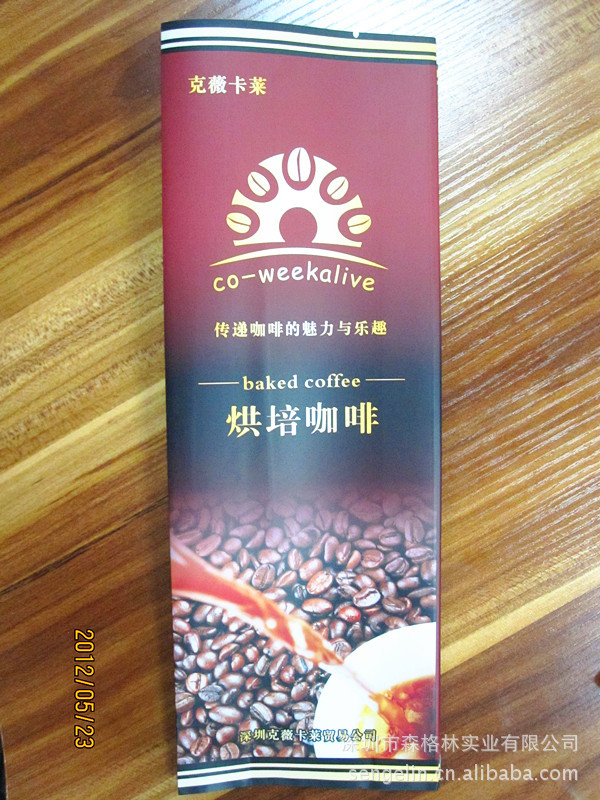 克薇卡莱
co-weekalive
传递咖啡的魅力与乐趣
baked coffee
烘培咖啡
深圳克薇卡莱贸易公司
2012/05/23
深圳市森格林实业有限公司
sengelin.cn.alibaba.com